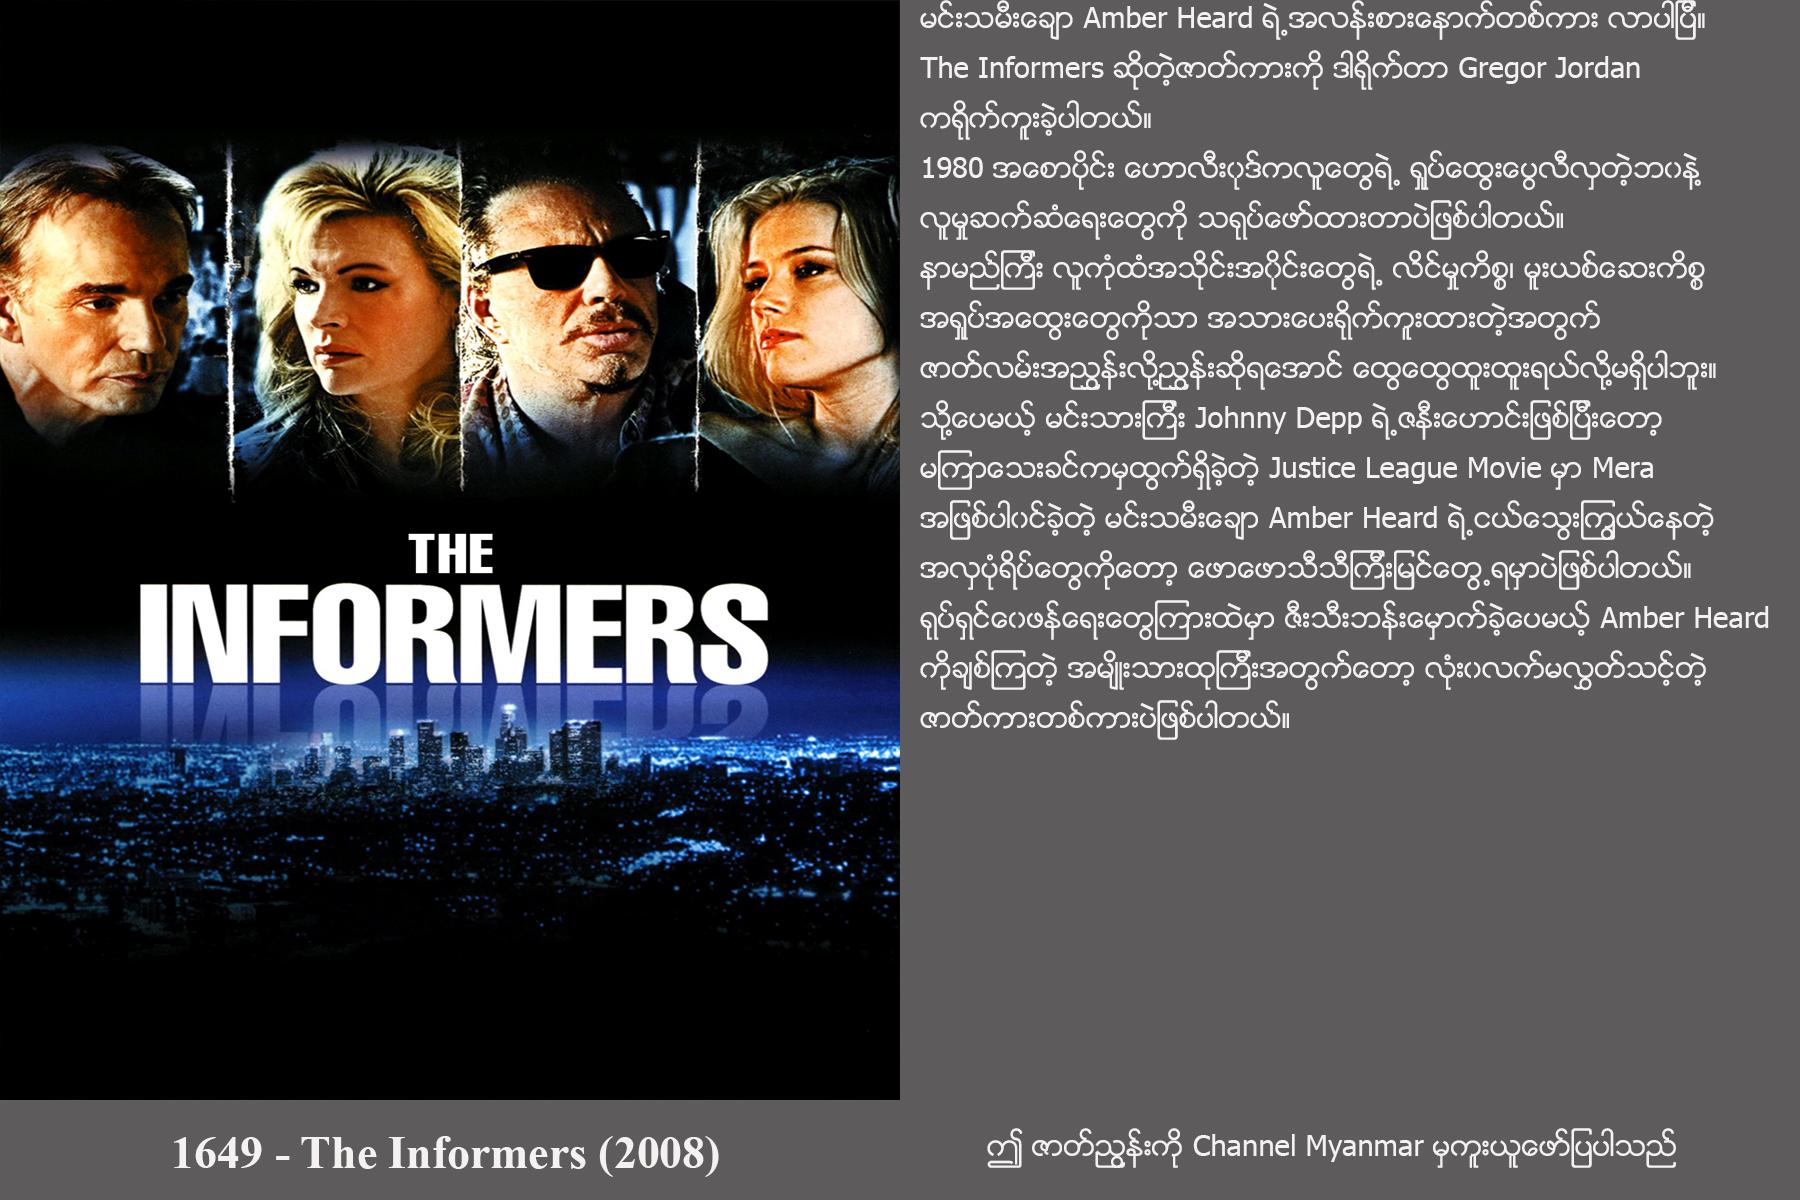 THE
INFORMERS
1649 - The Informers (2008)
မင်းသမီးချော Amber Heard ရဲ့အလန်းစားနောက်တစ်ကား လာပါပြီ။
The Informers ဆိုတဲ့ဇာတ်ကားကို ဒါရိုက်တာ Gregor Jordan
ကရိုက်ကူးခဲ့ပါတယ်။
1980 အစောပိုင်း ဟောလီးဝုဒ်ကလူတွေရဲ့ ရှုပ်ထွေးပွေလီလှတဲ့ဘဝနဲ့
လူမှုဆက်ဆံရေးတွေကို သရုပ်ဖော်ထားတာပဲဖြစ်ပါတယ်။
နာမည်ကြီး လူကုံထံအသိုင်းအဝိုင်းတွေရဲ့ လိင်မှုကိစ္စ၊ မူးယစ်ဆေးကိစ္စ
အရှုပ်အထွေးတွေကိုသာ အသားပေးရိုက်ကူးထားတဲ့အတွက်
ဇာတ်လမ်းအညွှန်းလို့ညွှန်းဆိုရအောင် ထွေထွေထူးထူးရယ်လို့မရှိပါဘူး။
သို့ပေမယ့် မင်းသားကြီး Johnny Depp ရဲ့ဇနီးဟောင်းဖြစ်ပြီးတော့
မကြာသေးခင်ကမှထွက်ရှိခဲ့တဲ့ Justice League Movie မှာ Mera
အဖြစ်ပါဝင်ခဲ့တဲ့ မင်းသမီးချော Amber Heard ရဲ့ငယ်သွေးကြွယ်နေတဲ့
အလှပုံရိပ်တွေကိုတော့ ဖောဖောသီသီကြီးမြင်တွေ့ရမှာပဲဖြစ်ပါတယ်။
ရုပ်ရှင်ဝေဖန်ရေးတွေကြားထဲမှာ ဇီးသီးဘန်းမှောက်ခဲ့ပေမယ့် Amber Heard
ကိုချစ်ကြတဲ့ အမျိုးသားထုကြီးအတွက်တော့ လုံးဝလက်မလွှတ်သင့်တဲ့
ဇာတ်ကားတစ်ကားပဲဖြစ်ပါတယ်။
ဤ ဇာတ်ညွှန်းကို Channel Myanmar မှကူးယူဖော်ပြပါသည်